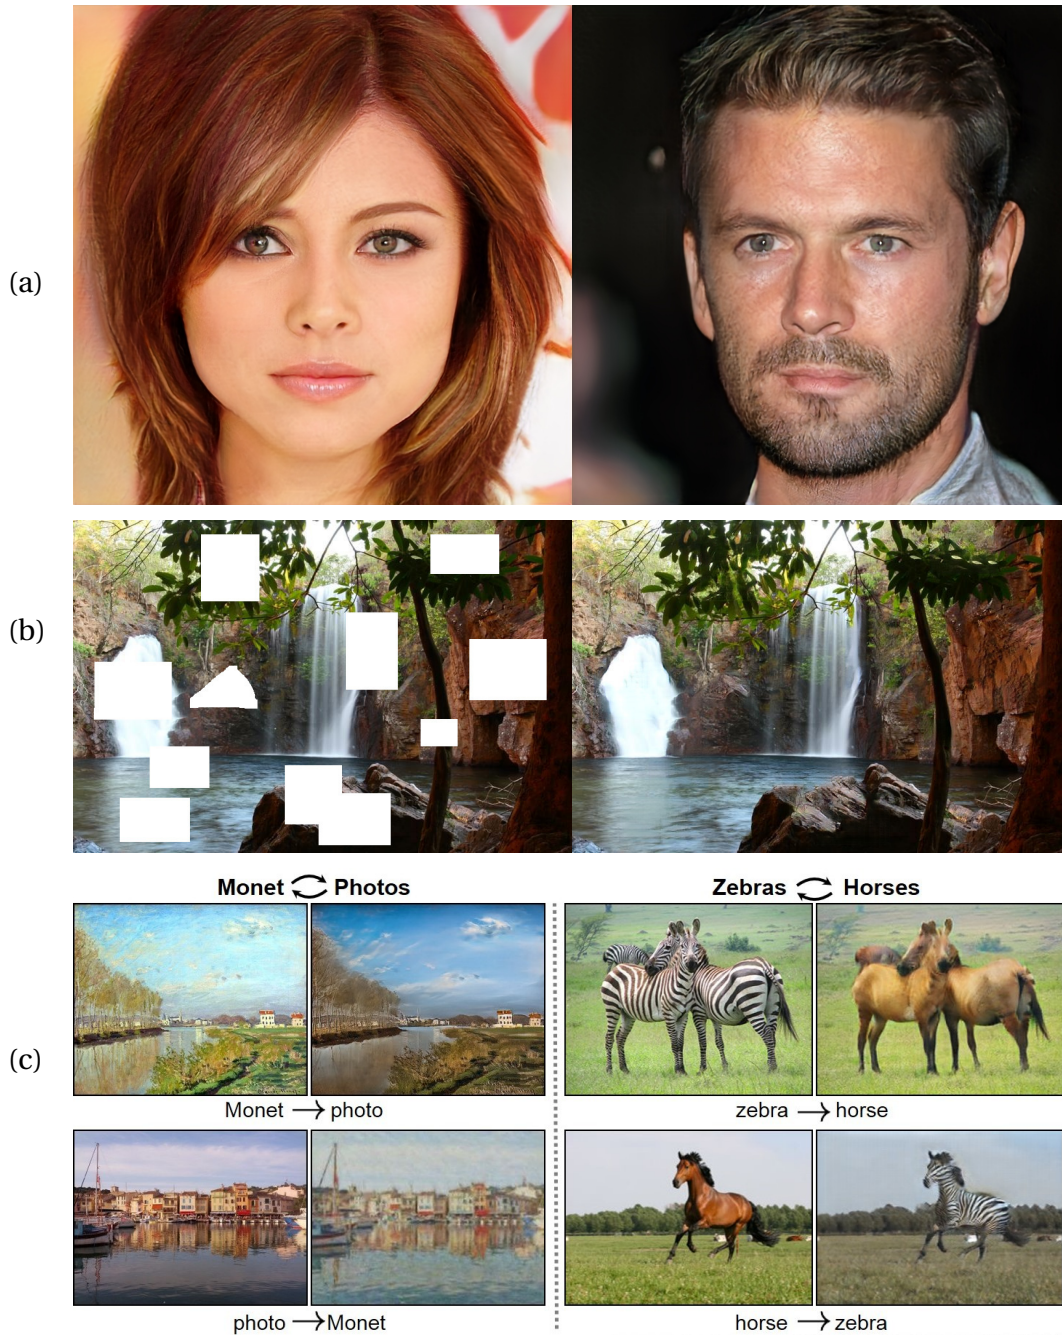 (a)
(b)
Monet Photos
Zebras Horses
(c)
Monet → photo
zebra → horse
photo → Monet
horse → zebra